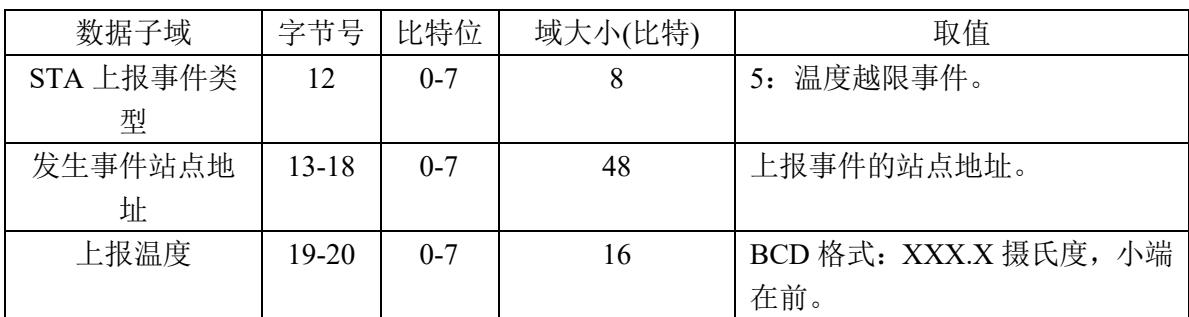 数据子域 字节号 比特位 域大小(比特) 取值
STA 上报事件类 12 0-7 8 5：温度越限事件。
型
发生事件站点地 13-18 0-7 48 上报事件的站点地址。
址
上报温度 19-20 0-7 16 BCD 格式：XXX.X 摄氏度，小端
在前。